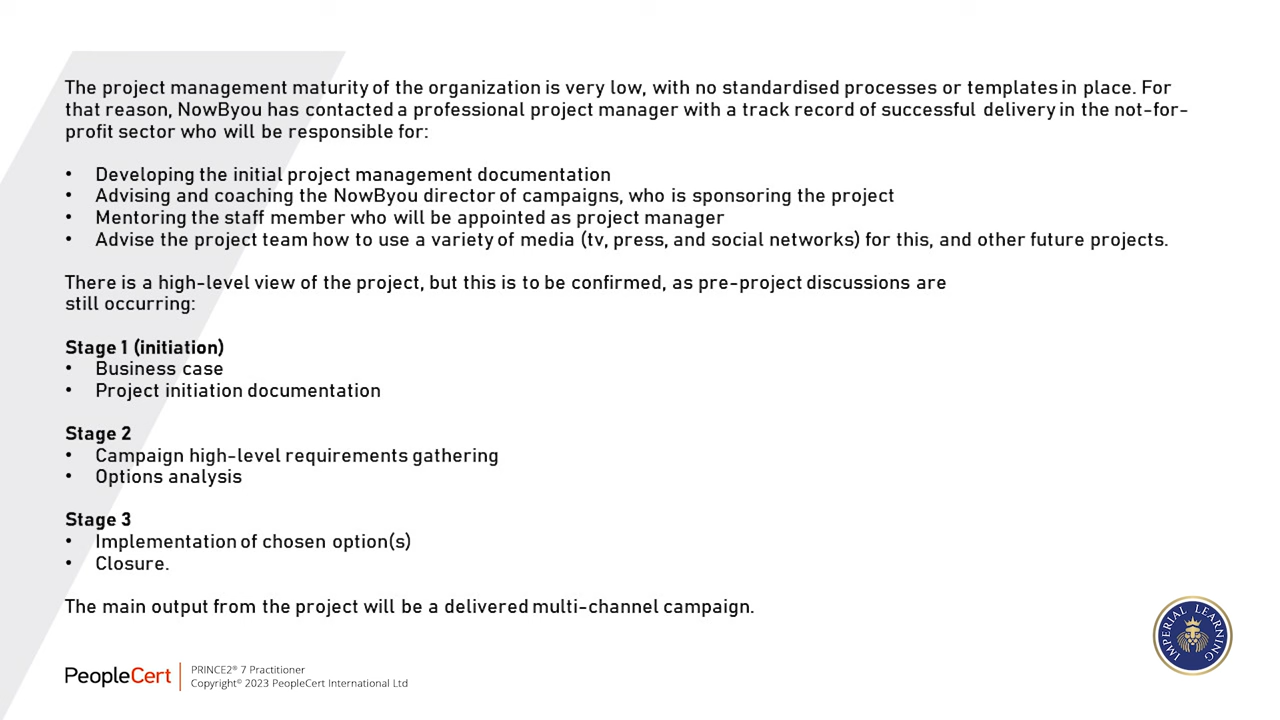 The project management maturity of the organization is very low, with no standardised processes or templates in place. For
that reason, NowByou has contacted a professional project manager with a track record of successful delivery in the not-for-
profit sector who will be responsible for:
• Developing the initial project management documentation
• Advising and coaching the NowByou director of campaigns, who is sponsoring the project
• Mentoring the staff member who will be appointed as project manager
• Advise the project team how to use a variety of media (tv, press, and social networks) for this, and other future projects.
There is a high-level view of the project, but this is to be confirmed, as pre-project discussions are
still occurring:
Stage 1 (initiation)
• Business case
• Project initiation documentation
Stage 2
• Campaign high-level requirements gathering
• Options analysis
Stage 3
• Implementation of chosen option(s)
• Closure.
The main output from the project will be a delivered multi-channel campaign.
PeopleCert
PRINCE2® 7 Practitioner
Copyright© 2023 PeopleCert International Ltd
IMPERIAL LEARNING